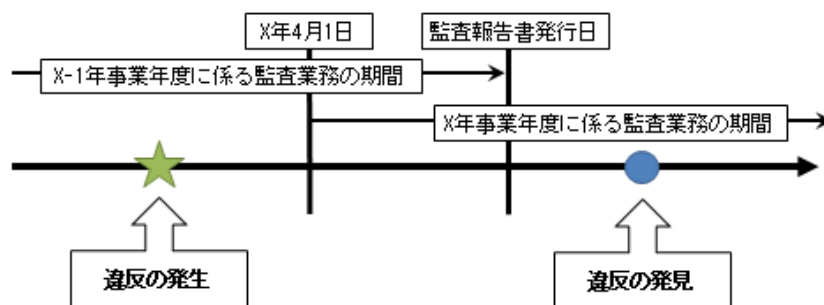 X年4月1日
監査報告書発行日
X-1年事業年度に係る監査業務の期間
X年事業年度に係る監査業務の期間
違反の発生
違反の発見